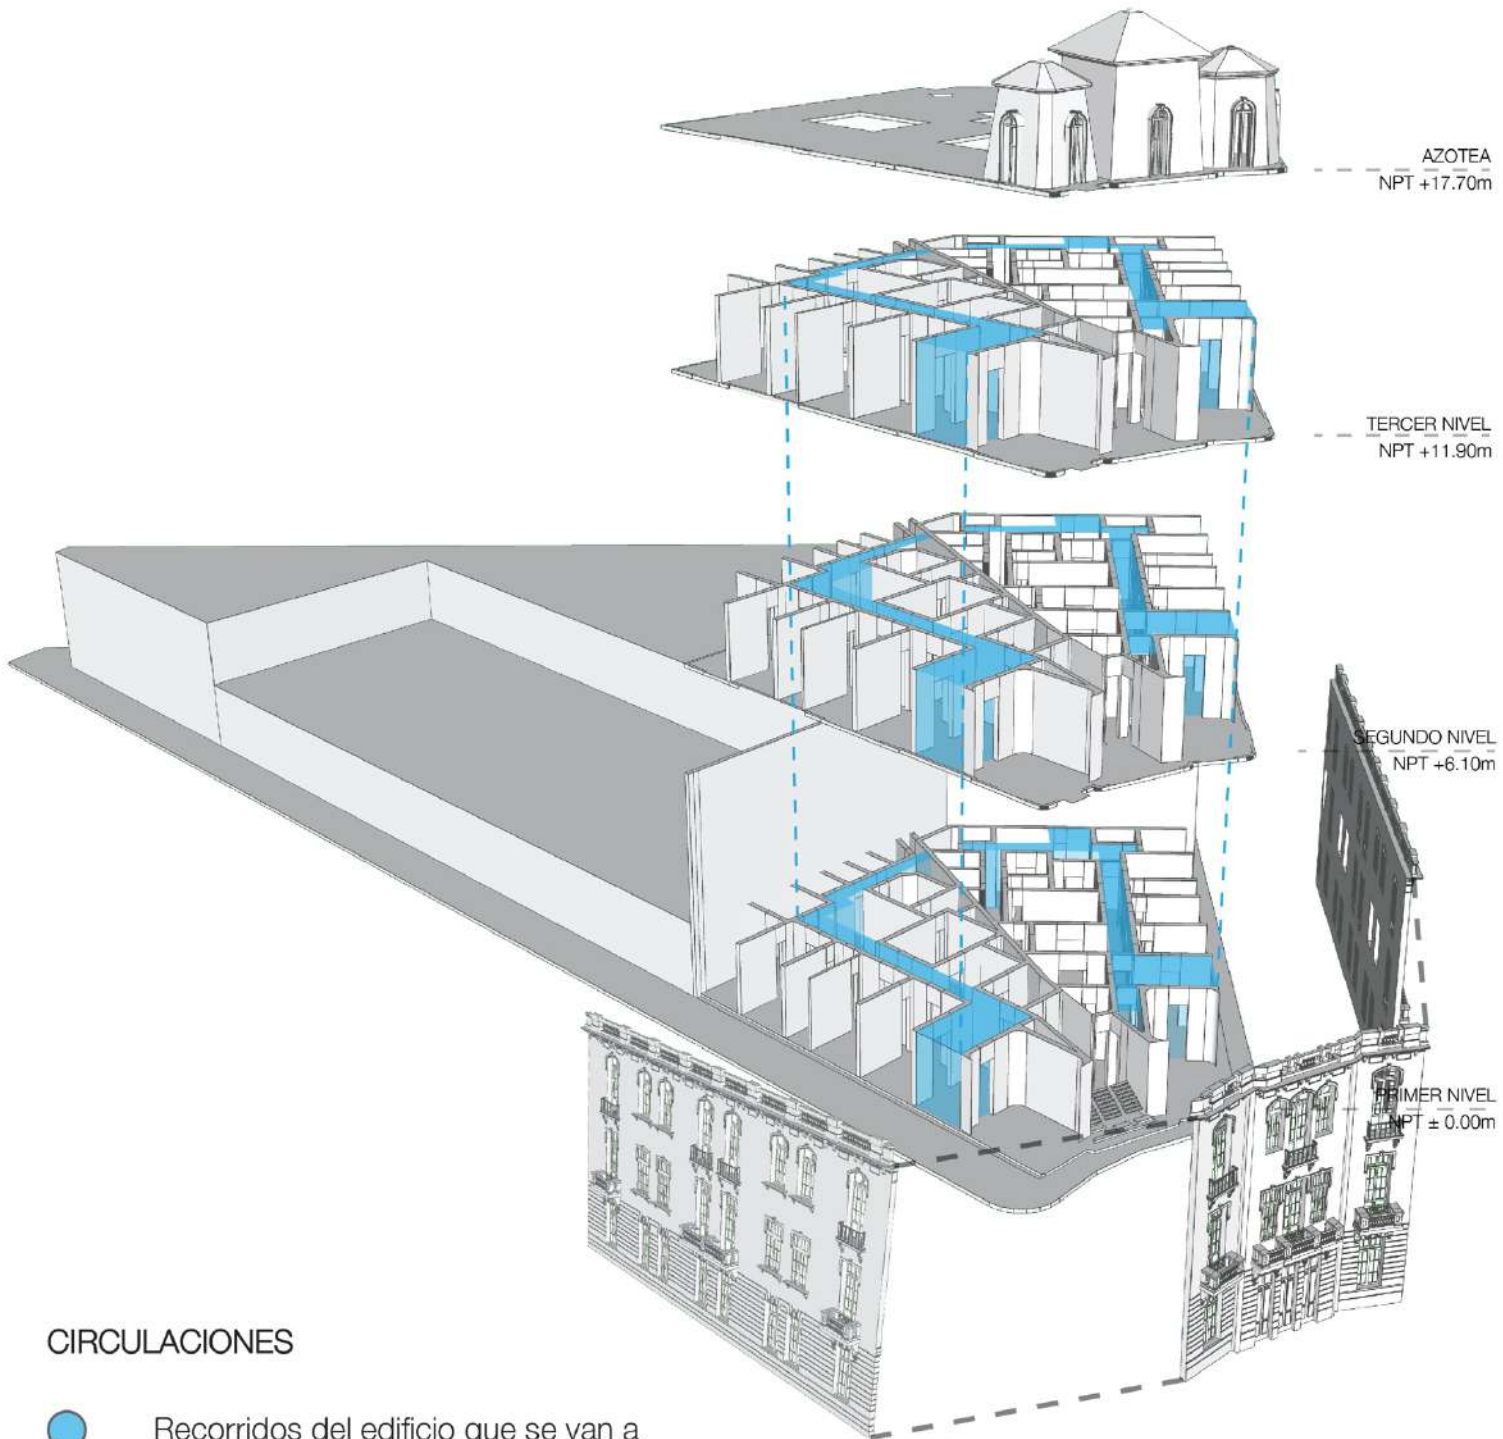 AZOTEA
NPT +17.70m
TERCER NIVEL
NPT +11.90m
SEGUNDO NIVEL
NPT +6.10m
PRIMER NIVEL
NPT ± 0.00m
CIRCULACIONES
Recorridos del edificio que se van a